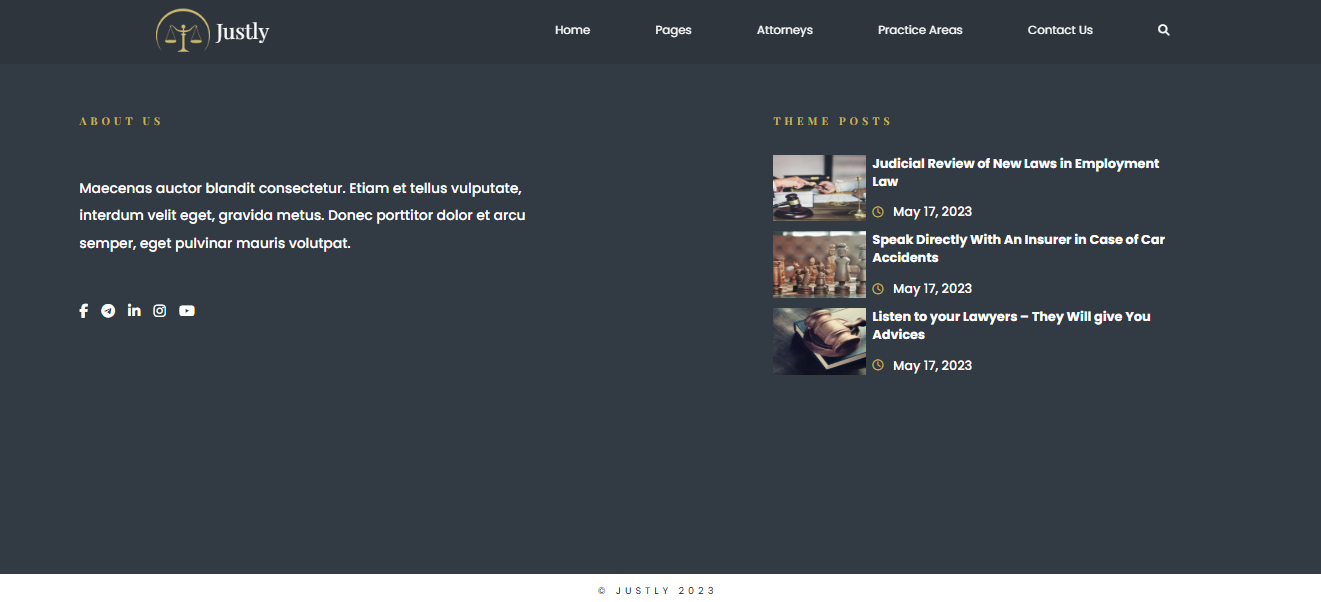 Justly
Home Pages Attorneys Practice Areas Contact Us
ABOUT US
Maecenas auctor blandit consectetur. Etiam et tellus vulputate,
interdum velit eget, gravida metus. Donec porttitor dolor et arcu
semper, eget pulvinar mauris volutpat.
THEME POSTS
Judicial Review of New Laws in Employment
Law
May 17, 2023
Speak Directly With An Insurer in Case of Car
Accidents
May 17, 2023
Listen to your Lawyers – They Will give You
Advices
May 17, 2023
© JUSTLY 2023